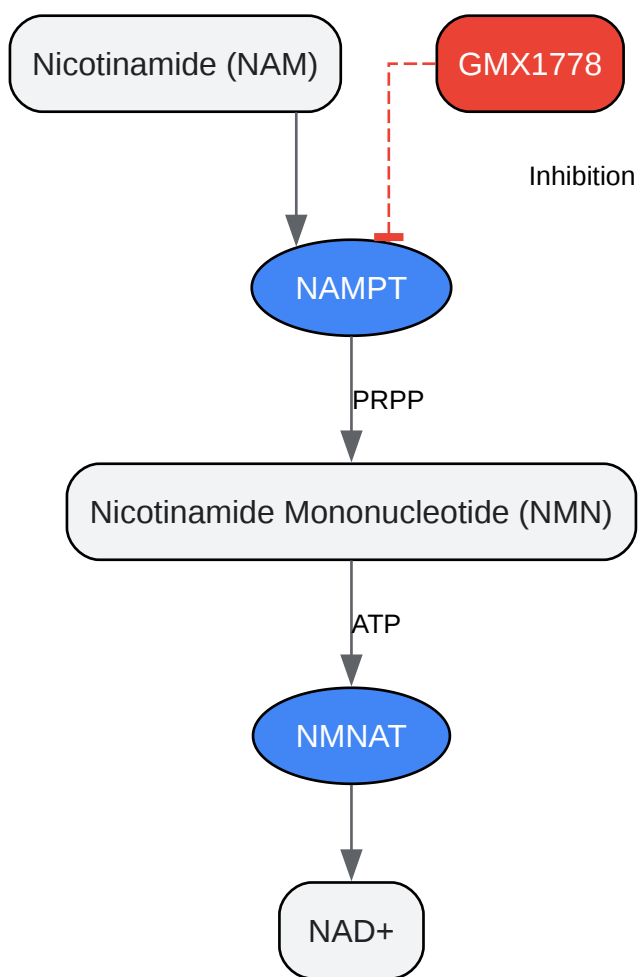 Nicotinamide (NAM)
GMX1778
Inhibition
NAMPT
PRPP
Nicotinamide Mononucleotide (NMN)
ATP
NMNAT
NAD+